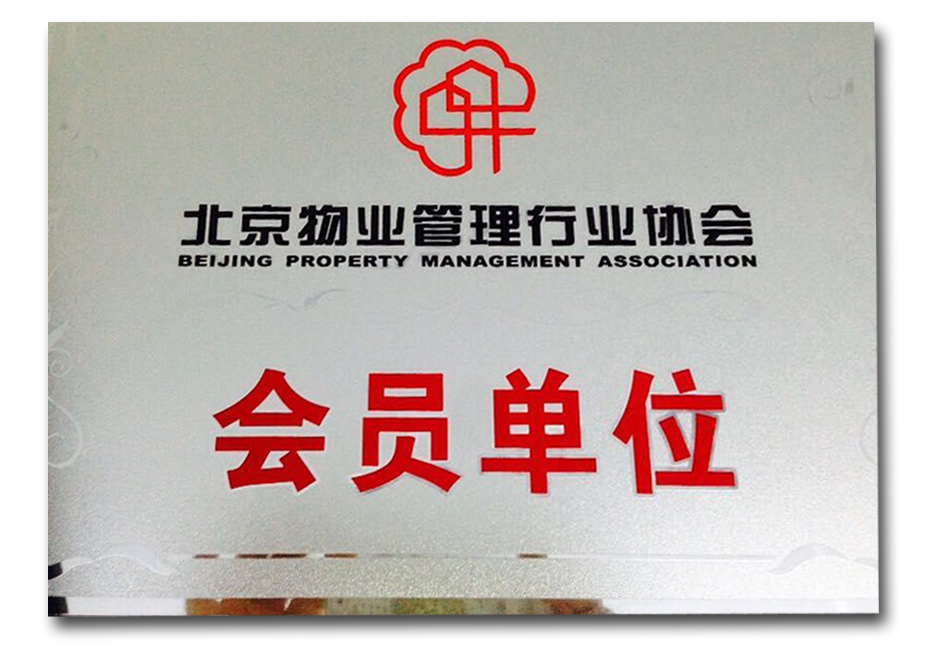 北京物业管理行业协会
BEIJING PROPERTY MANAGEMENT ASSOCIATION
会员单位